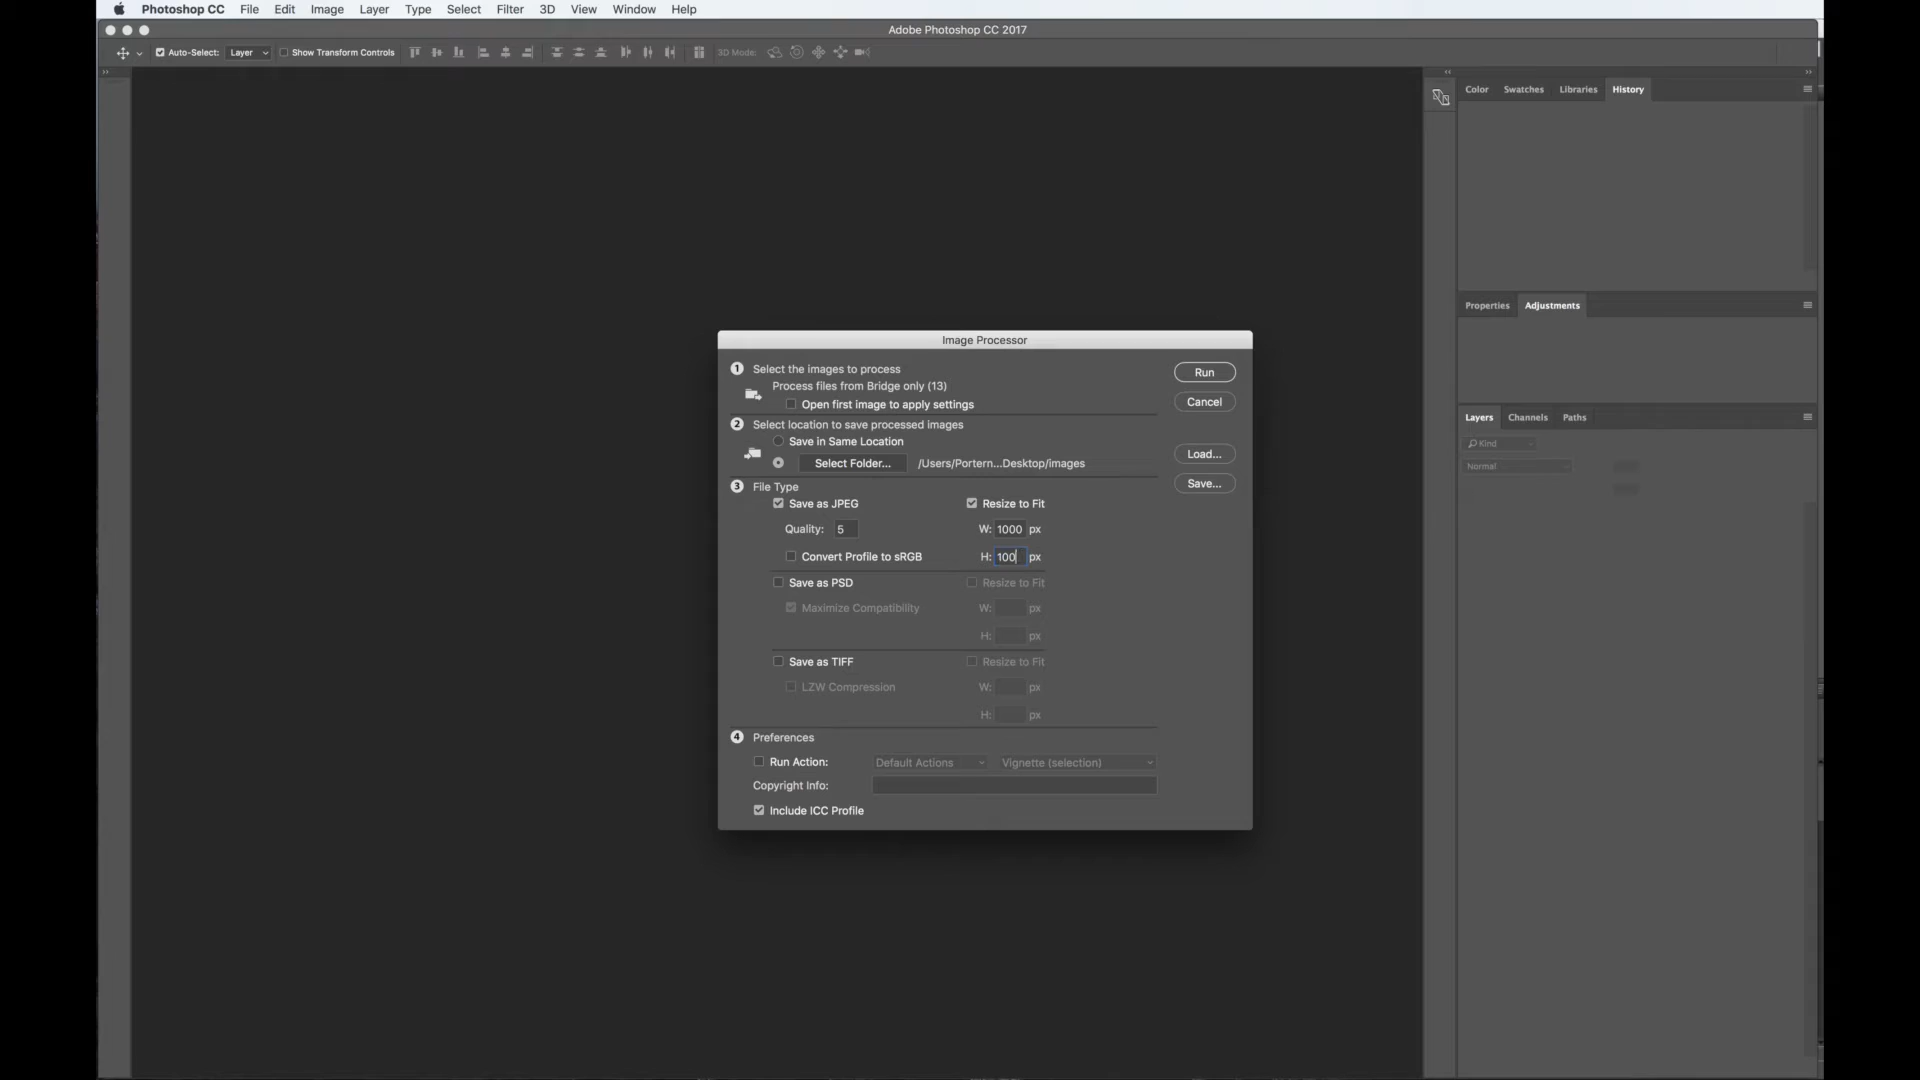 Photoshop CC File Edit Image Layer Type Select Filter 3D View Window Help
Adobe Photoshop CC 2017
Auto-Select: Layer Show Transform Controls 3D Mode:
Color Swatches Libraries History
Properties Adjustments
Layers Channels Paths
Kind
Normal
Image Processor
1 Select the images to process
Process files from Bridge only (13)
Open first image to apply settings
Run
Cancel
2 Select location to save processed images
Save in Same Location
Select Folder... /Users/Portern...Desktop/images
Load...
Save...
3 File Type
Save as JPEG Resize to Fit
Quality: 5 W: 1000 px
Convert Profile to sRGB H: 100 px
Save as PSD Resize to Fit
Maximize Compatibility W: px
H: px
Save as TIFF Resize to Fit
LZW Compression W: px
H: px
4 Preferences
Run Action: Default Actions Vignette (selection)
Copyright Info:
Include ICC Profile